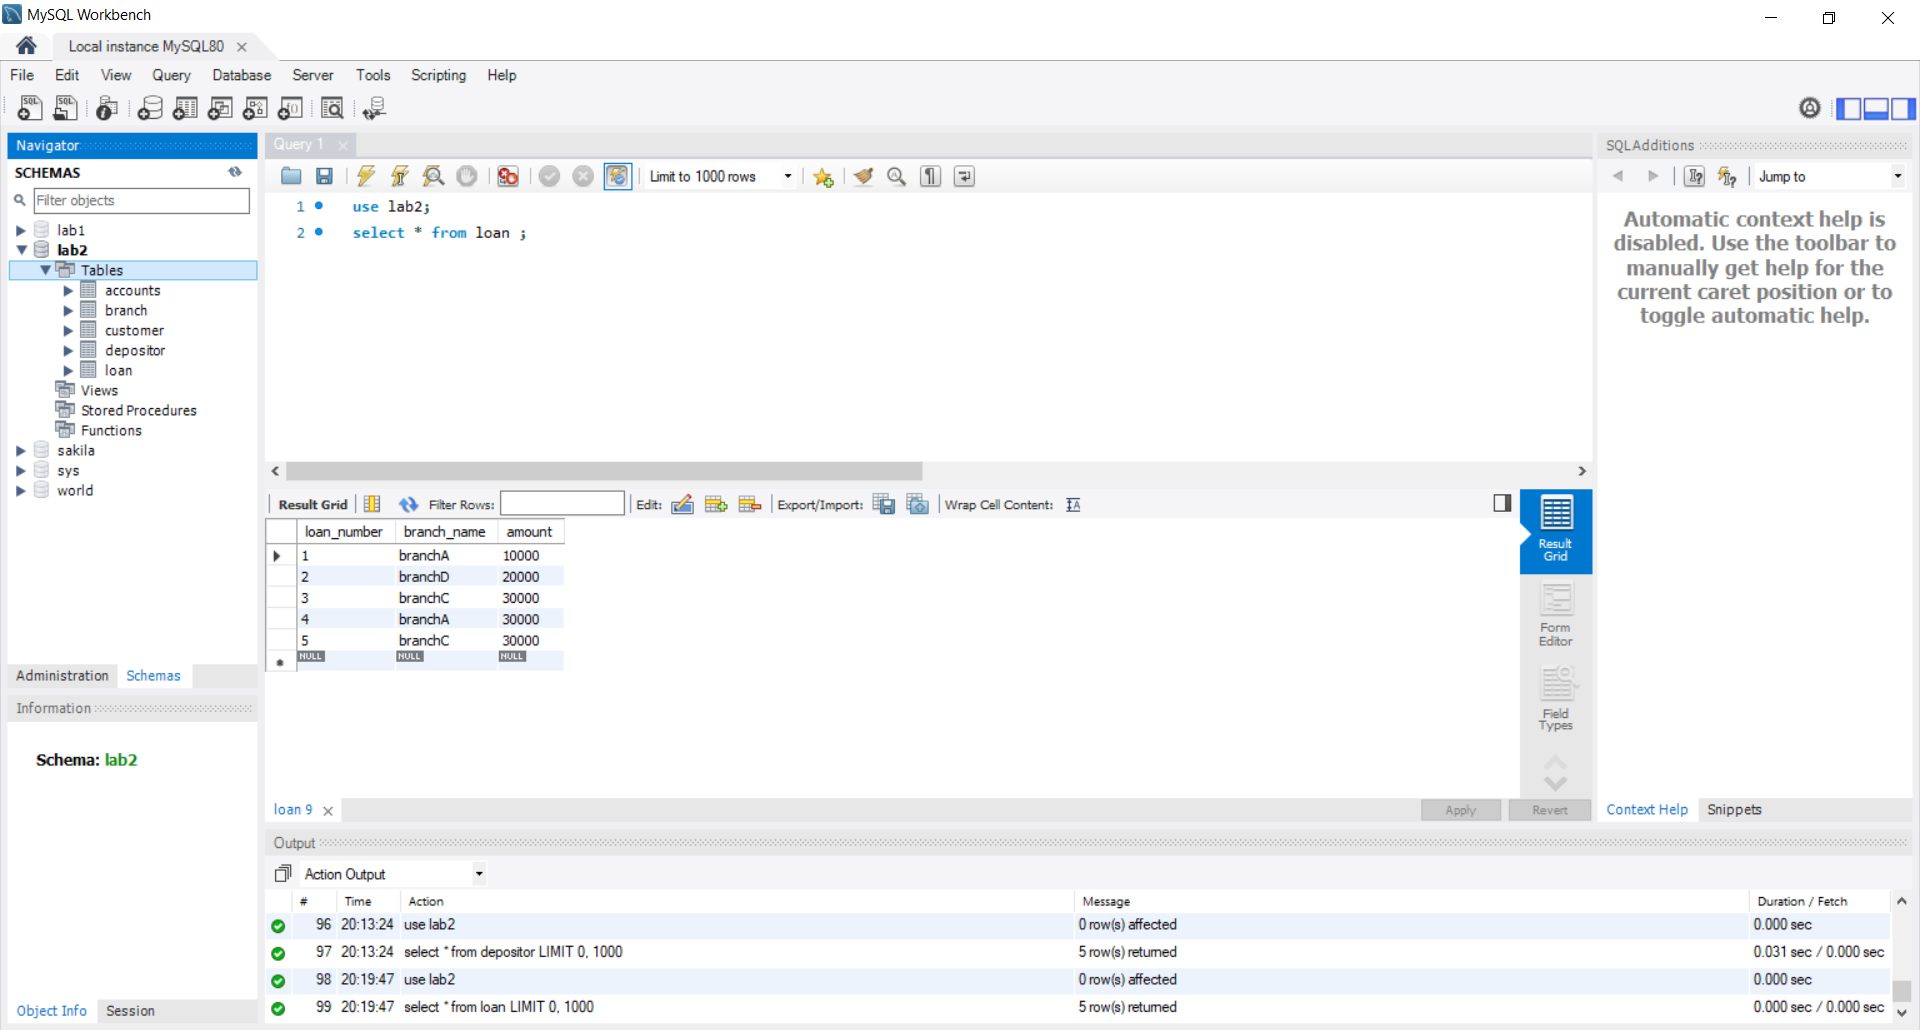 MySQL Workbench
Local instance MySQL80
File Edit View Query Database Server Tools Scripting Help
Navigator
SCHEMAS
Filter objects
lab1
lab2
Tables
accounts
branch
customer
depositor
loan
Views
Stored Procedures
Functions
sakila
sys
world
Administration Schemas
Information
Schema: lab2
Object Info Session
Query 1
Limit to 1000 rows
1 use lab2;
2 select * from loan ;
Result Grid Filter Rows: Edit: Export/Import: Wrap Cell Content:
loan_number branch_name amount
1 branchA 10000
2 branchD 20000
3 branchC 30000
4 branchA 30000
5 branchC 30000
NULL NULL NULL
Result
Grid
Form
Editor
Field
Types
loan 9
Apply Revert
SQLAdditions
Jump to
Automatic context help is
disabled. Use the toolbar to
manually get help for the
current caret position or to
toggle automatic help.
Context Help Snippets
Output
Action Output
# Time Action Message Duration / Fetch
96 20:13:24 use lab2 0 row(s) affected 0.000 sec
97 20:13:24 select * from depositor LIMIT 0, 1000 5 row(s) returned 0.031 sec / 0.000 sec
98 20:19:47 use lab2 0 row(s) affected 0.000 sec
99 20:19:47 select * from loan LIMIT 0, 1000 5 row(s) returned 0.000 sec / 0.000 sec